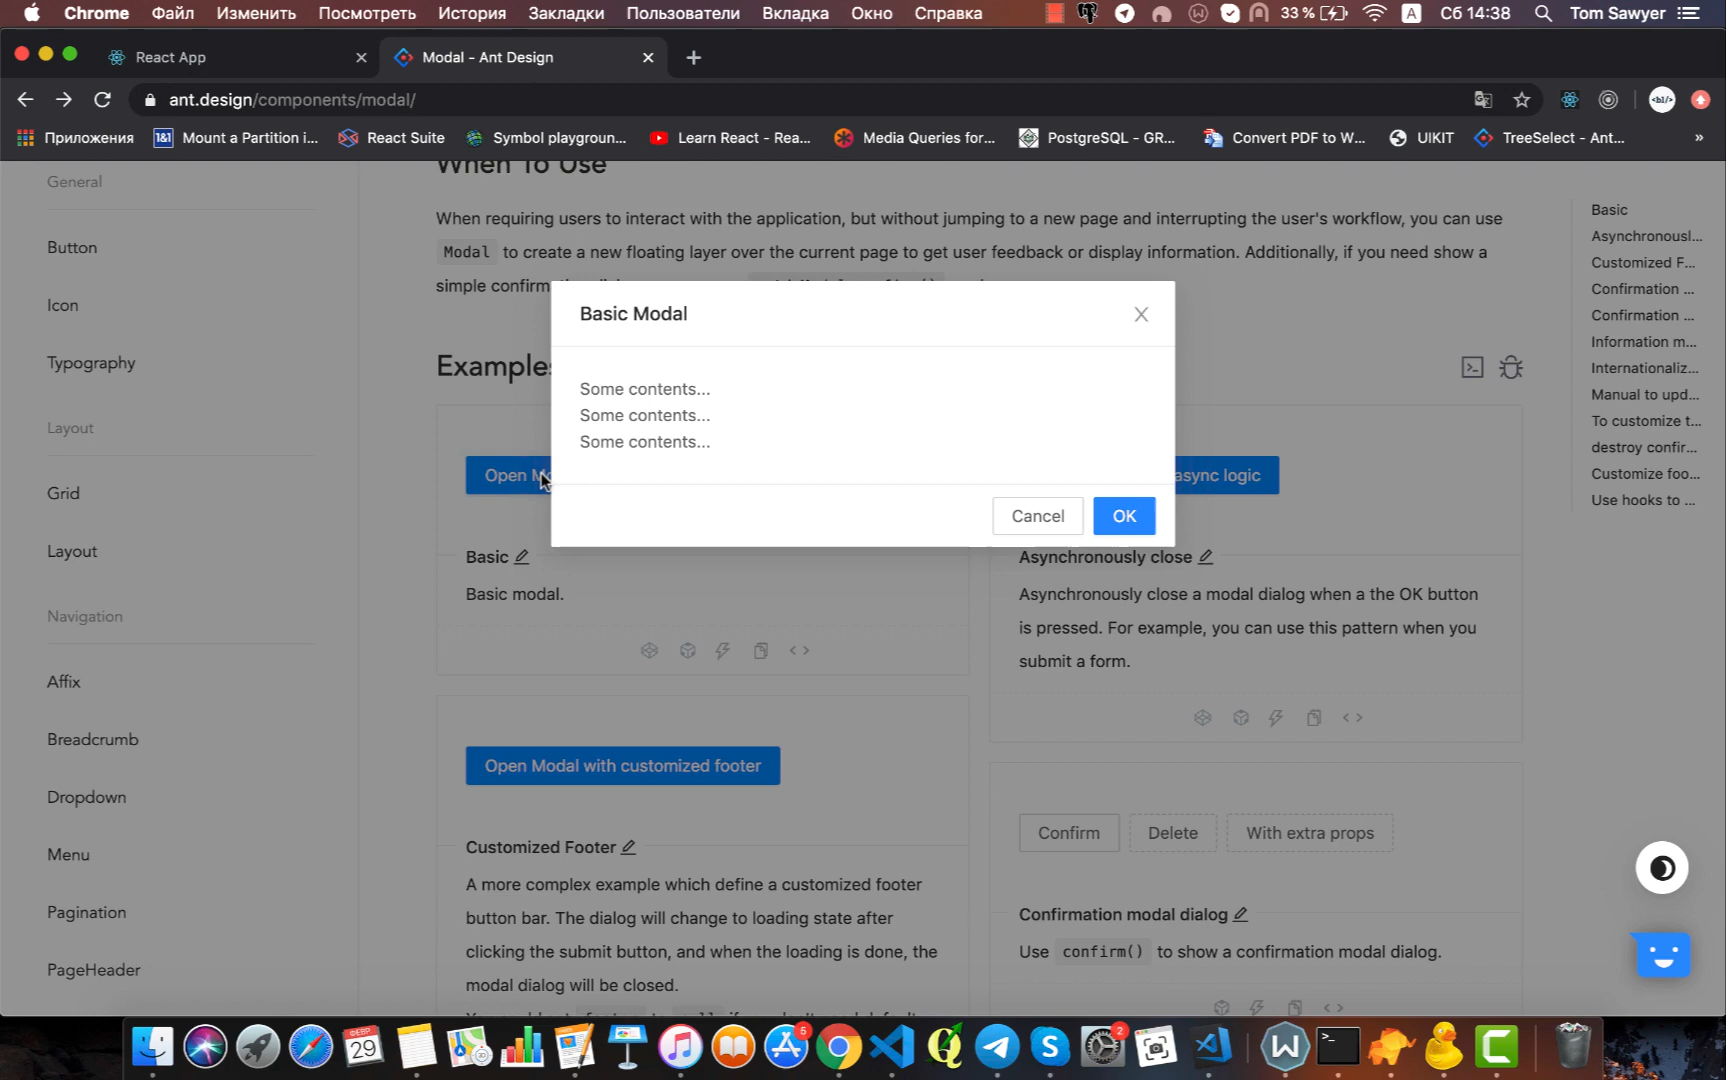 Chrome Файл Изменить Посмотреть История Закладки Пользователи Вкладка Окно Справка 33 % A Сб 14:38 Tom Sawyer
React App Modal - Ant Design
ant.design/components/modal/
Приложения Mount a Partition i... React Suite Symbol playgroun... Learn React - Rea... Media Queries for... PostgreSQL - GR... Convert PDF to W... UIKIT TreeSelect - Ant... »
General
Button
Icon
Typography
Layout
Grid
Layout
Navigation
Affix
Breadcrumb
Dropdown
Menu
Pagination
PageHeader
When To Use
When requiring users to interact with the application, but without jumping to a new page and interrupting the user's workflow, you can use
Modal to create a new floating layer over the current page to get user feedback or display information. Additionally, if you need show a
simple confirm
Examples
Basic Modal
Some contents...
Some contents...
Some contents...
Cancel OK
Open M
async logic
Basic
Basic modal.
Asynchronously close
Asynchronously close a modal dialog when a the OK button
is pressed. For example, you can use this pattern when you
submit a form.
Open Modal with customized footer
Customized Footer
A more complex example which define a customized footer
button bar. The dialog will change to loading state after
clicking the submit button, and when the loading is done, the
modal dialog will be closed.
Confirm Delete With extra props
Confirmation modal dialog
Use confirm() to show a confirmation modal dialog.
Basic
Asynchronousl...
Customized F...
Confirmation ...
Confirmation ...
Information m...
Internationaliz...
Manual to upd...
To customize t...
destroy confir...
Customize foo...
Use hooks to ...
ФЕВР
29
5
2